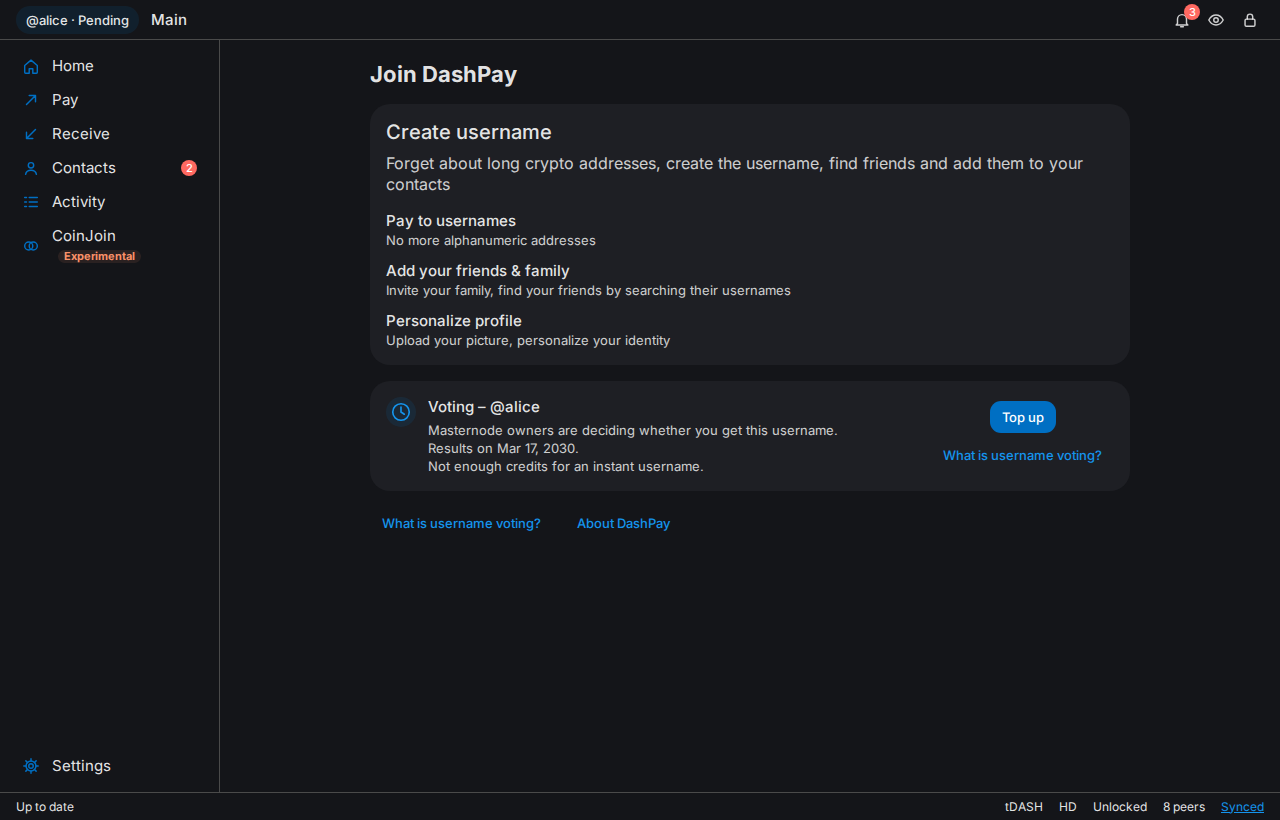 @alice · Pending
Main
3
Home
Pay
Receive
Contacts
2
Activity
CoinJoin
Experimental
Settings
Join DashPay
Create username
Forget about long crypto addresses, create the username, find friends and add them to your
contacts
Pay to usernames
No more alphanumeric addresses
Add your friends & family
Invite your family, find your friends by searching their usernames
Personalize profile
Upload your picture, personalize your identity
Voting – @alice
Masternode owners are deciding whether you get this username.
Results on Mar 17, 2030.
Not enough credits for an instant username.
Top up
What is username voting?
What is username voting?
About DashPay
Up to date
tDASH
HD
Unlocked
8 peers
Synced